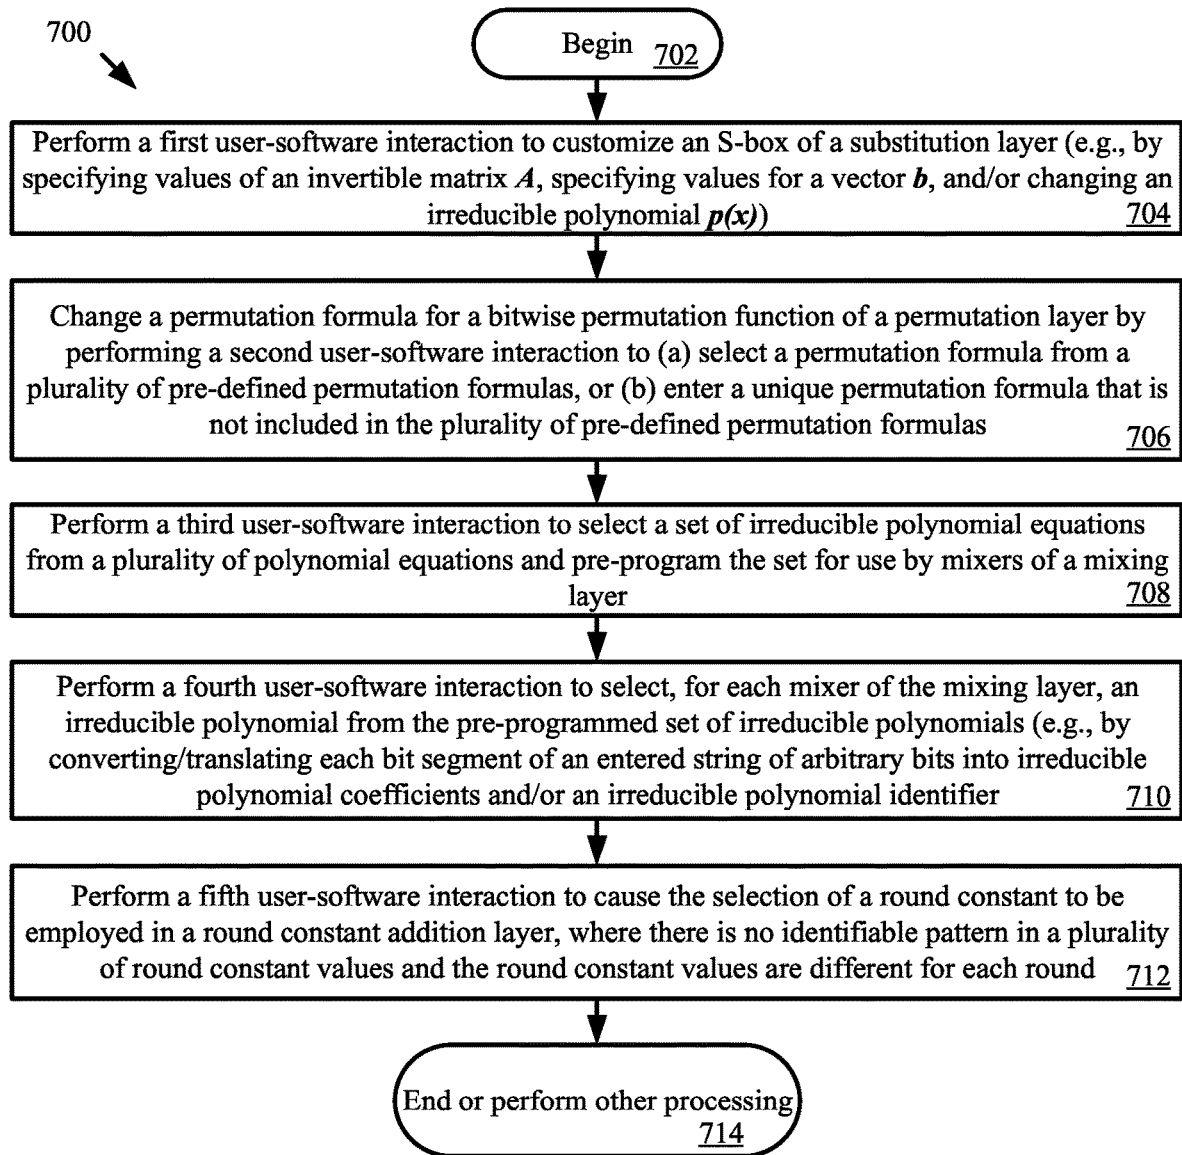 700
Begin 702
Perform a first user-software interaction to customize an S-box of a substitution layer (e.g., by
specifying values of an invertible matrix A, specifying values for a vector b, and/or changing an
irreducible polynomial p(x)) 704
Change a permutation formula for a bitwise permutation function of a permutation layer by
performing a second user-software interaction to (a) select a permutation formula from a
plurality of pre-defined permutation formulas, or (b) enter a unique permutation formula that is
not included in the plurality of pre-defined permutation formulas 706
Perform a third user-software interaction to select a set of irreducible polynomial equations
from a plurality of polynomial equations and pre-program the set for use by mixers of a mixing
layer 708
Perform a fourth user-software interaction to select, for each mixer of the mixing layer, an
irreducible polynomial from the pre-programmed set of irreducible polynomials (e.g., by
converting/translating each bit segment of an entered string of arbitrary bits into irreducible
polynomial coefficients and/or an irreducible polynomial identifier 710
Perform a fifth user-software interaction to cause the selection of a round constant to be
employed in a round constant addition layer, where there is no identifiable pattern in a plurality
of round constant values and the round constant values are different for each round 712
End or perform other processing
714